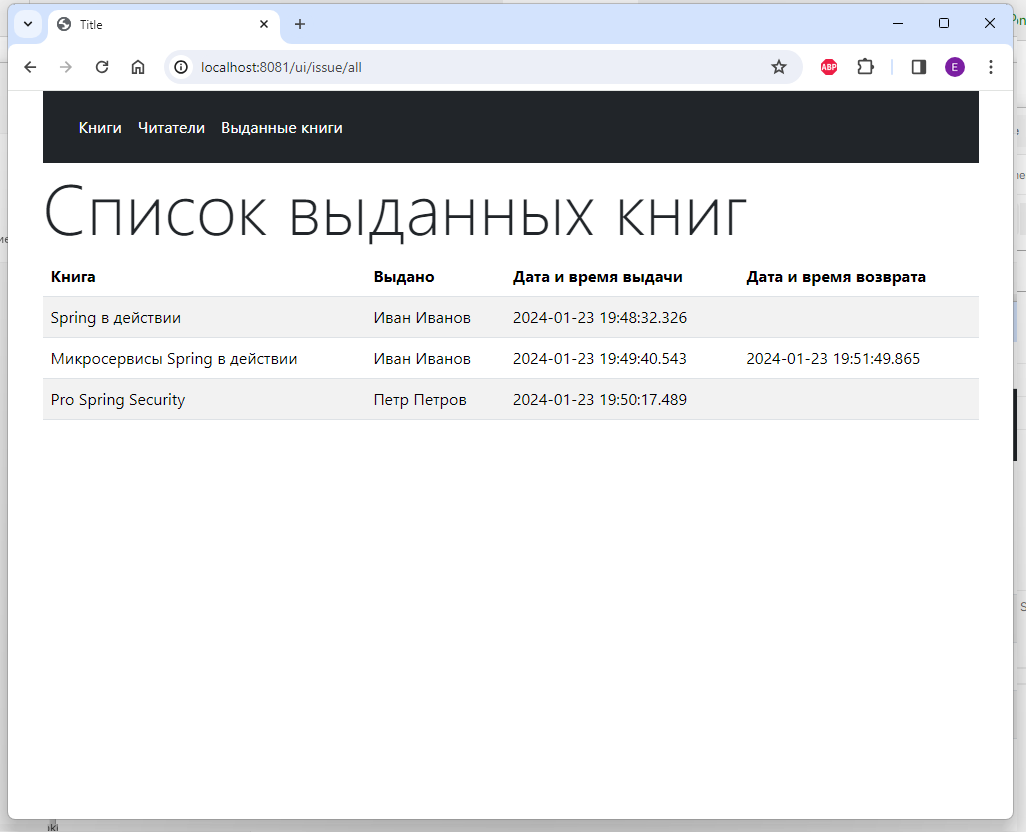 Title
localhost:8081/ui/issue/all
ABP
E
Книги Читатели Выданные книги
Список выданных книг
Книга Выдано Дата и время выдачи Дата и время возврата
Spring в действии Иван Иванов 2024-01-23 19:48:32.326
Микросервисы Spring в действии Иван Иванов 2024-01-23 19:49:40.543 2024-01-23 19:51:49.865
Pro Spring Security Петр Петров 2024-01-23 19:50:17.489